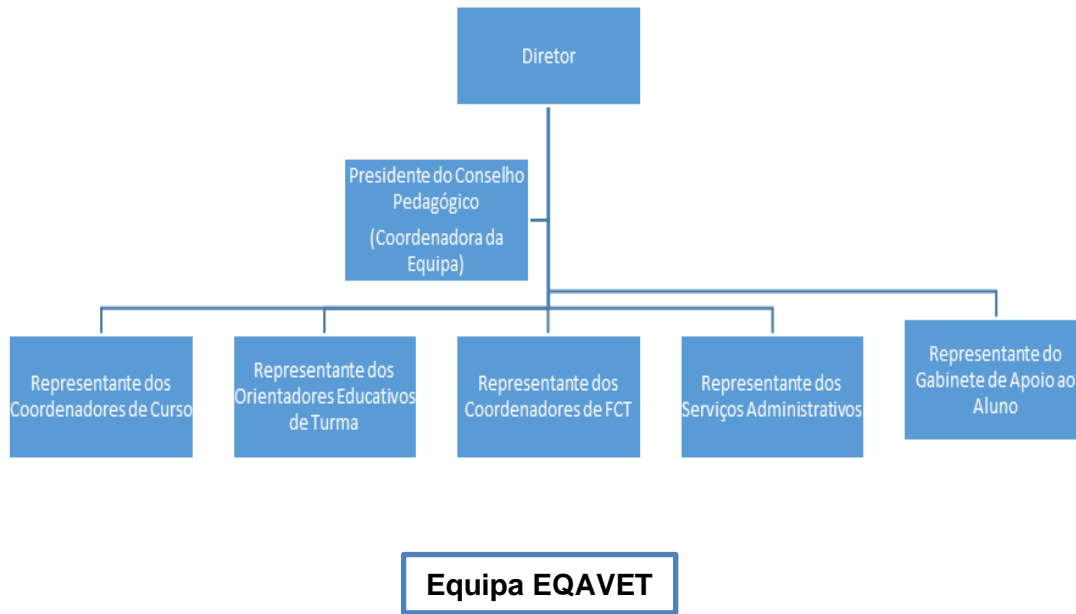 Diretor
Presidente do Conselho
Pedagógico
(Coordenadora da
Equipa)
Representante dos
Coordenadores de Curso
Representante dos
Orientadores Educativos
de Turma
Representante dos
Coordenadores de FCT
Representante dos
Serviços Administrativos
Representante do
Gabinete de Apoio ao
Aluno
Equipa EQAVET